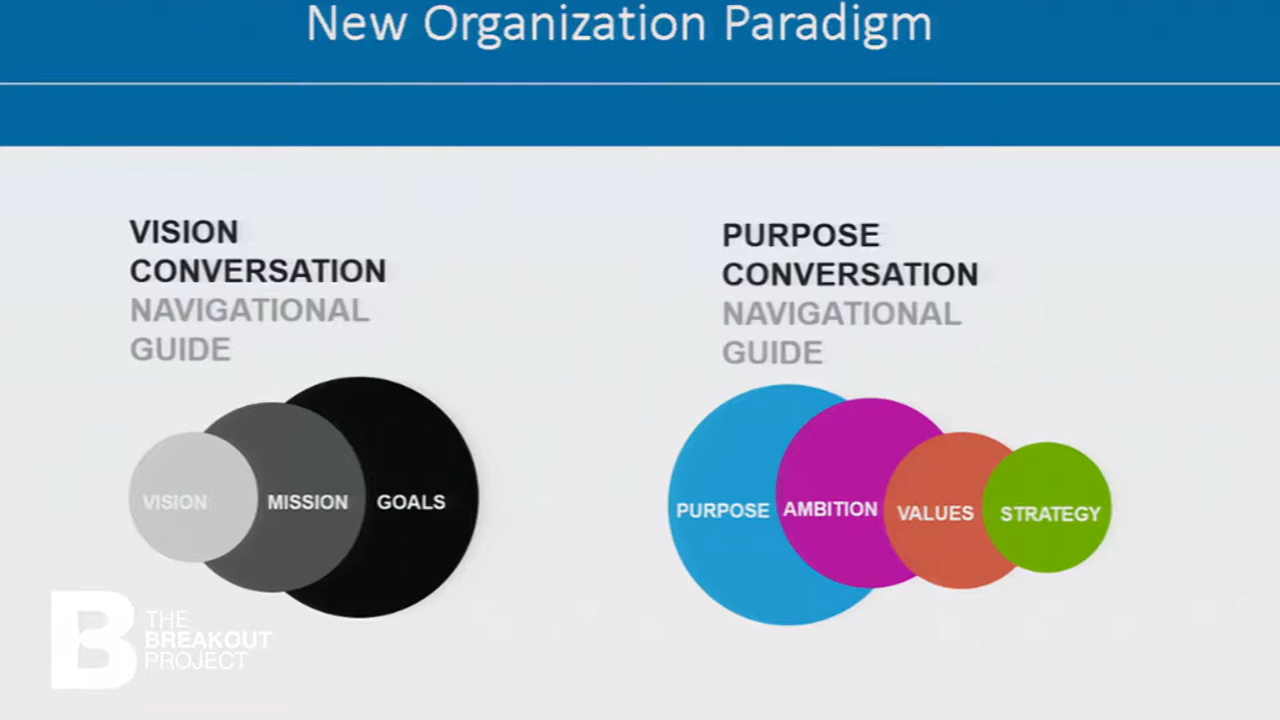 New Organization Paradigm
VISION
CONVERSATION
NAVIGATIONAL
GUIDE
VISION
MISSION
GOALS
PURPOSE
CONVERSATION
NAVIGATIONAL
GUIDE
PURPOSE
AMBITION
VALUES
STRATEGY
B
THE
BREAKOUT
PROJECT